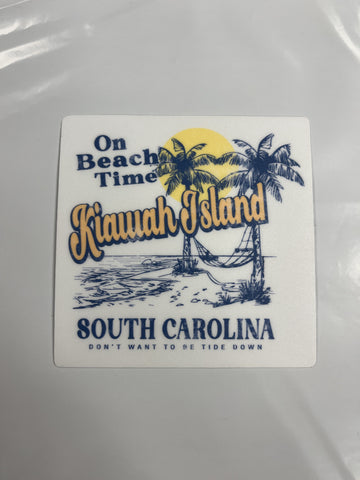 On
Beach
Time
Kiawah Island
SOUTH CAROLINA
DON'T WANT TO BE TIDE DOWN